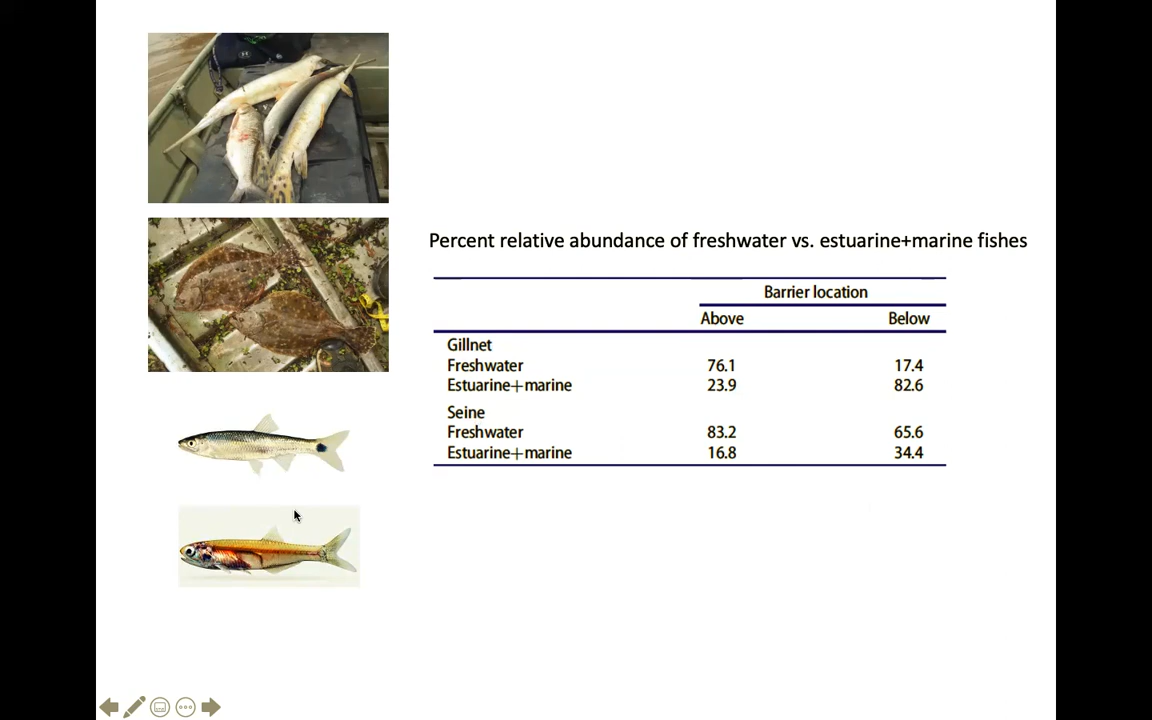 Percent relative abundance of freshwater vs. estuarine+marine fishes
Barrier location
Above Below
Gillnet
Freshwater 76.1 17.4
Estuarine+marine 23.9 82.6
Seine
Freshwater 83.2 65.6
Estuarine+marine 16.8 34.4